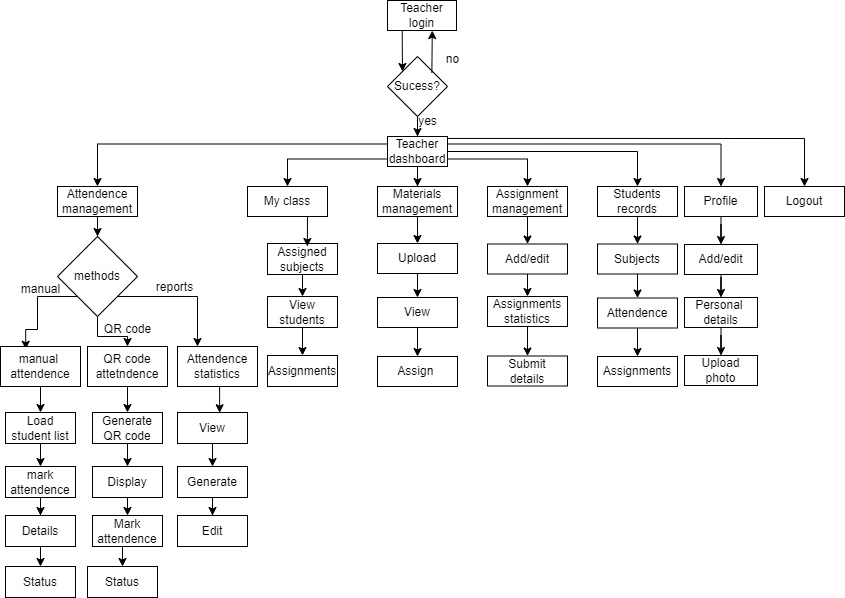 Teacher
login
no
Sucess?
yes
Teacher
dashboard
Attendence
management
My class
Materials
management
Assignment
management
Students
records
Profile
Logout
methods
manual
reports
QR code
Assigned
subjects
Upload
Add/edit
Subjects
Add/edit
View
students
View
Assignments
statistics
Attendence
Personal
details
manual
attendence
QR code
attetndence
Attendence
statistics
Assignments
Assign
Submit
details
Assignments
Upload
photo
Load
student list
Generate
QR code
View
mark
attendence
Display
Generate
Details
Mark
attendence
Edit
Status
Status